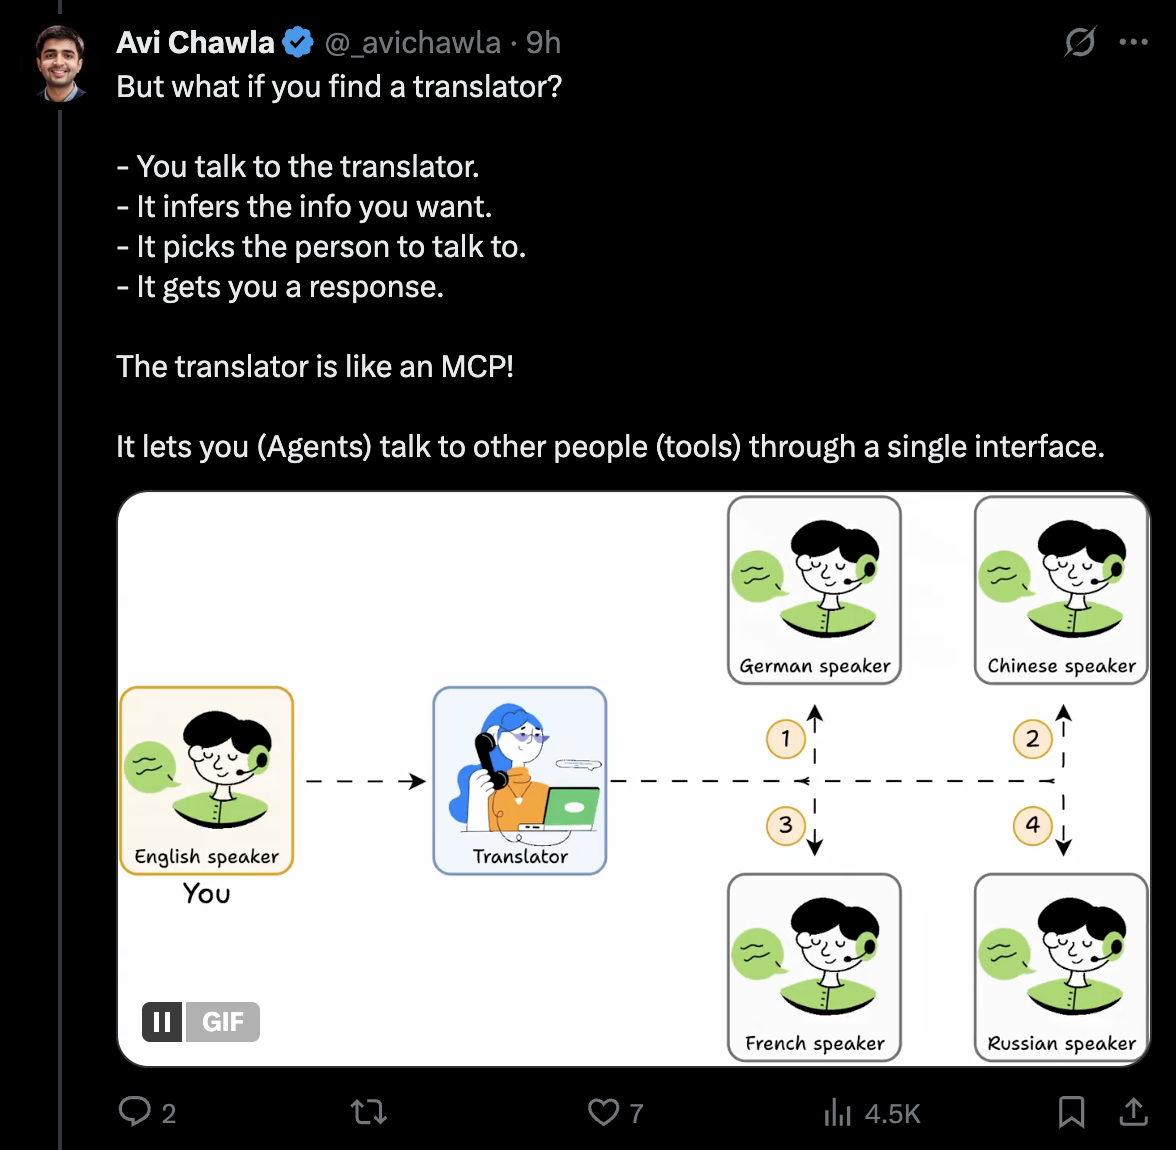 Avi Chawla @_avichawla · 9h
But what if you find a translator?
- You talk to the translator.
- It infers the info you want.
- It picks the person to talk to.
- It gets you a response.
The translator is like an MCP!
It lets you (Agents) talk to other people (tools) through a single interface.
German speaker
Chinese speaker
1
2
3
4
English speaker
Translator
You
French speaker
Russian speaker
GIF
2
7
4.5K